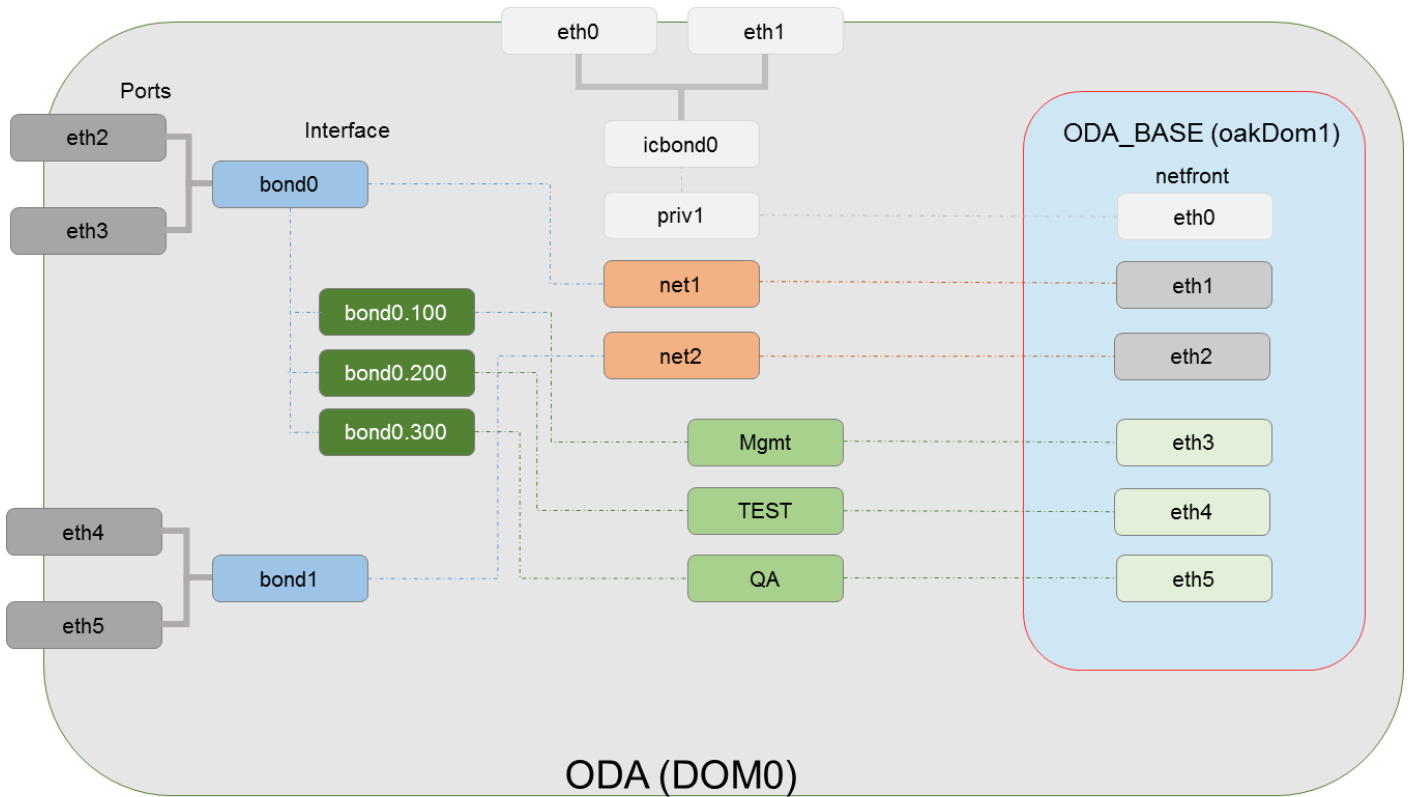 eth0
eth1
Ports
eth2
Interface
ODA_BASE (oakDom1)
icbond0
netfront
bond0
eth3
priv1
eth0
net1
eth1
bond0.100
net2
eth2
bond0.200
bond0.300
Mgmt
eth3
TEST
eth4
eth4
bond1
QA
eth5
eth5
ODA (DOM0)